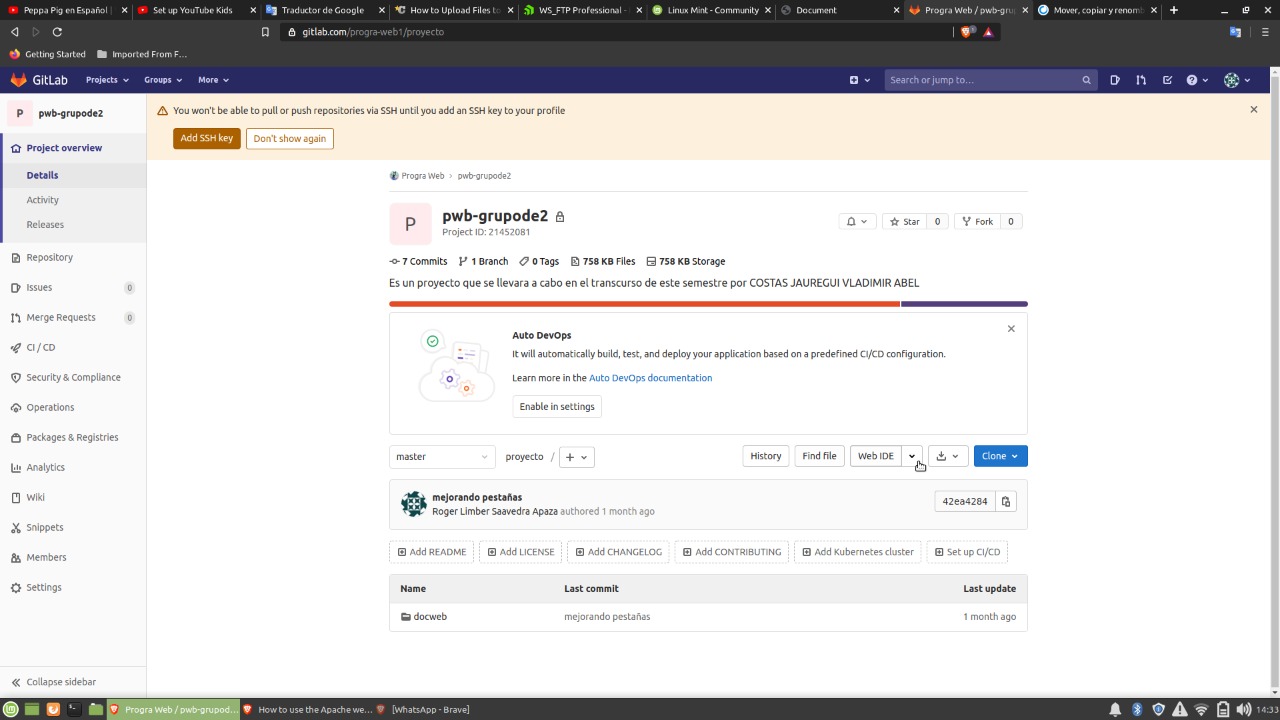 Peppa Pig en Español |
Set up YouTube Kids
Traductor de Google
How to Upload Files to
WS_FTP Professional -
Linux Mint - Community
Document
Progra Web / pwb-grup
Mover, copiar y renomb
gitlab.com/progra-web1/proyecto
Getting Started
Imported From F...
GitLab
Projects
Groups
More
Search or jump to...
P
pwb-grupode2
Project overview
Details
Activity
Releases
Repository
Issues
0
Merge Requests
0
CI / CD
Security & Compliance
Operations
Packages & Registries
Analytics
Wiki
Snippets
Members
Settings
Collapse sidebar
You won't be able to pull or push repositories via SSH until you add an SSH key to your profile
Add SSH key
Don't show again
Progra Web › pwb-grupode2
P
pwb-grupode2
Project ID: 21452081
Star 0
Fork 0
7 Commits 1 Branch 0 Tags 758 KB Files 758 KB Storage
Es un proyecto que se llevara a cabo en el transcurso de este semestre por COSTAS JAUREGUI VLADIMIR ABEL
Auto DevOps
It will automatically build, test, and deploy your application based on a predefined CI/CD configuration.
Learn more in the Auto DevOps documentation
Enable in settings
master
proyecto / +
History
Find file
Web IDE
Clone
mejorando pestañas
Roger Limber Saavedra Apaza authored 1 month ago
42ea4284
Add README
Add LICENSE
Add CHANGELOG
Add CONTRIBUTING
Add Kubernetes cluster
Set up CI/CD
Name Last commit Last update
docweb mejorando pestañas 1 month ago
Progra Web / pwb-grupod...
How to use the Apache we...
[WhatsApp - Brave]
14:33